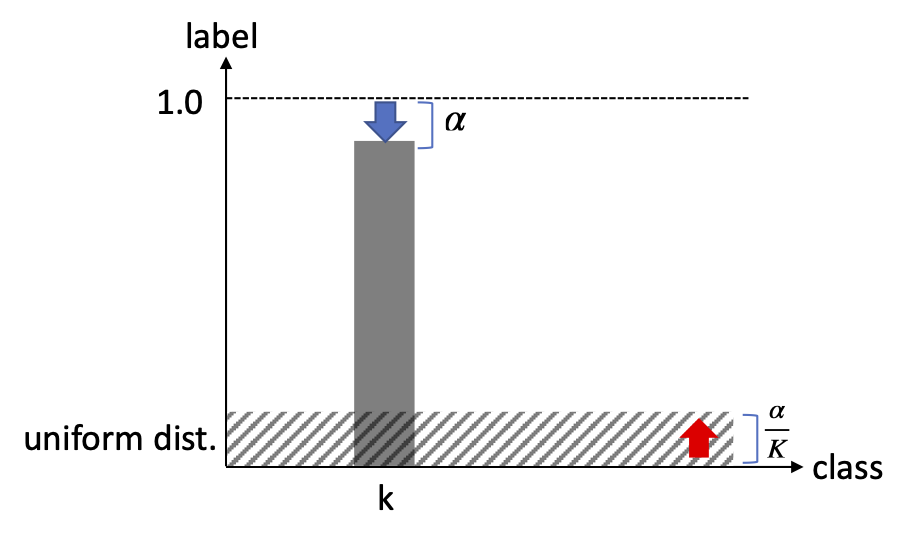 label
1.0
α
uniform dist.
α
K
class
k